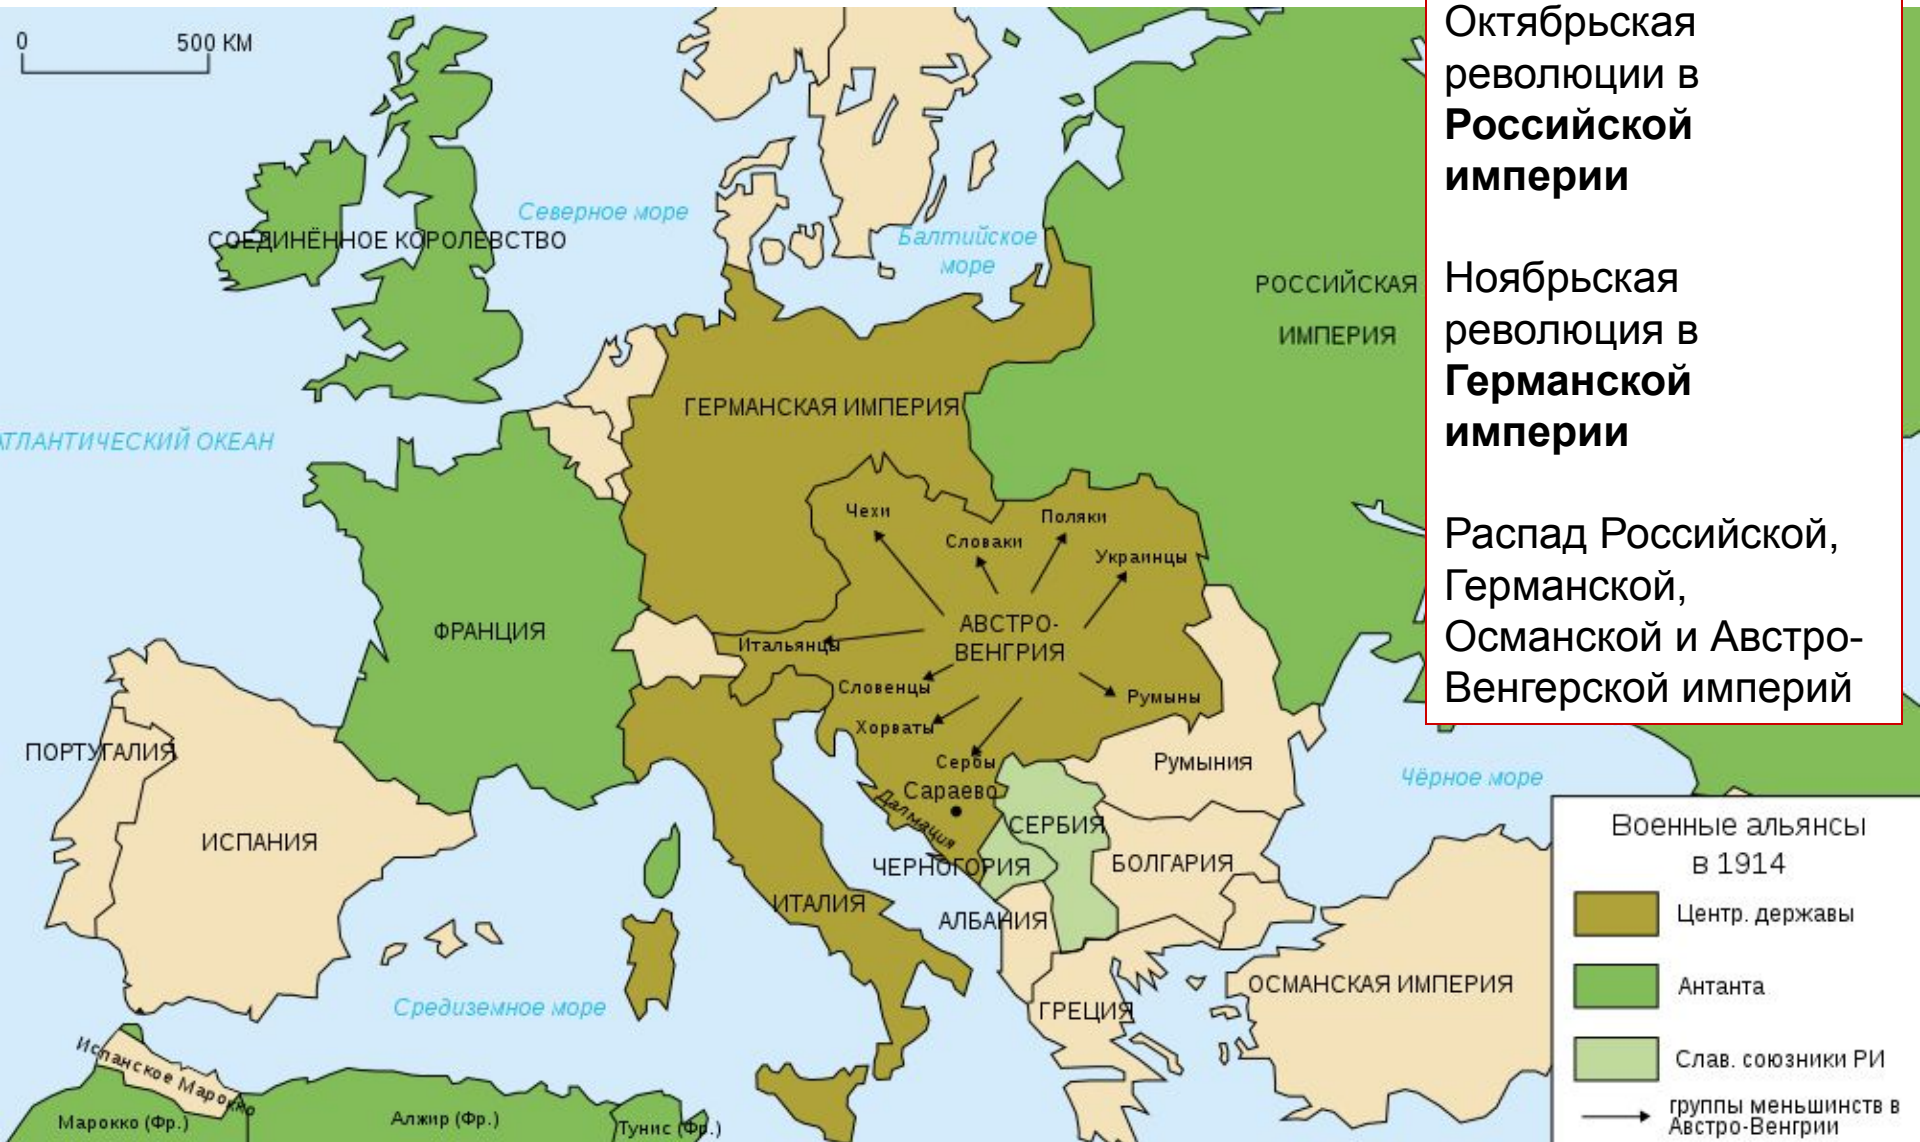 0
500 КМ
Северное море
СОЕДИНЁННОЕ КОРОЛЕВСТВО
Балтийское
море
РОССИЙСКАЯ
ИМПЕРИЯ
ГЕРМАНСКАЯ ИМПЕРИЯ
АТЛАНТИЧЕСКИЙ ОКЕАН
Чехи
Поляки
Словаки
Украинцы
ФРАНЦИЯ
АВСТРО-
ВЕНГРИЯ
Итальянцы
Словенцы
Румыны
Хорваты
Сербы
Сараево
Далмация
ПОРТУГАЛИЯ
ИСПАНИЯ
Румыния
Чёрное море
СЕРБИЯ
ЧЕРНОГОРИЯ
БОЛГАРИЯ
ИТАЛИЯ
АЛБАНИЯ
ОСМАНСКАЯ ИМПЕРИЯ
ГРЕЦИЯ
Средиземное море
Испанское Марокко
Марокко (Фр.)
Алжир (Фр.)
Тунис (Фр.)
Октябрьская
революции в
Российской
империи
Ноябрьская
революция в
Германской
империи
Распад Российской,
Германской,
Османской и Австро-
Венгерской империй
Военные альянсы
в 1914
Центр. державы
Антанта
Слав. союзники РИ
группы меньшинств в
Австро-Венгрии